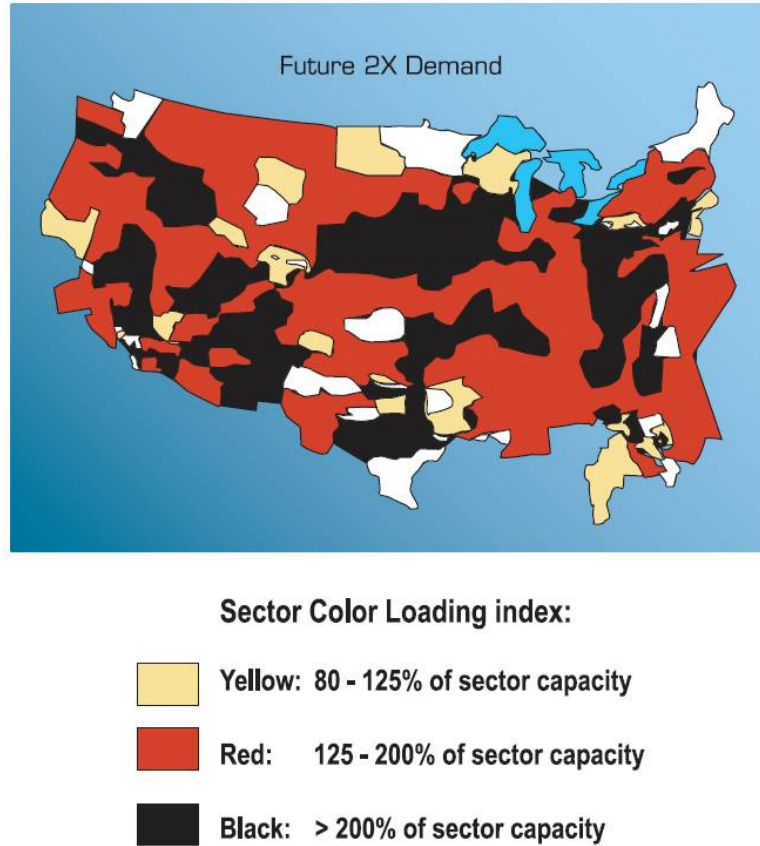 Future 2X Demand
Sector Color Loading index:
Yellow: 80 - 125% of sector capacity
Red: 125 - 200% of sector capacity
Black: > 200% of sector capacity